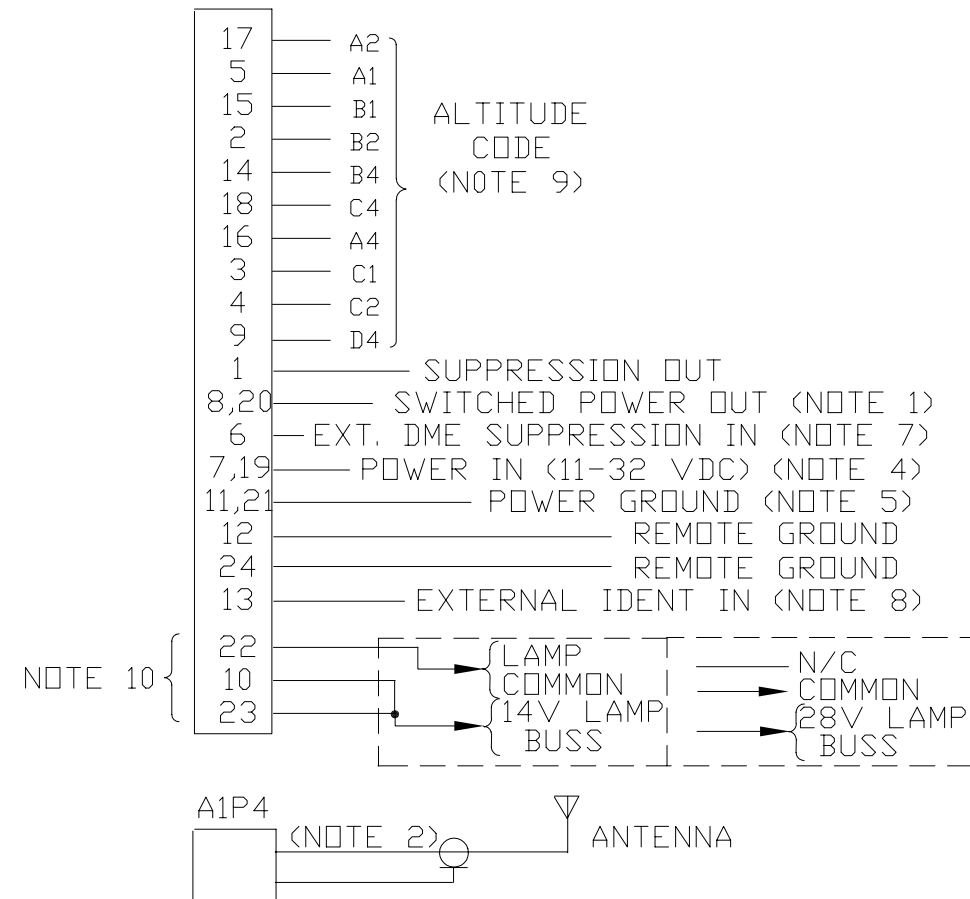 17 A2
5 A1
15 B1
2 B2
14 B4
18 C4
16 A4
3 C1
4 C2
9 D4
ALTITUDE
CODE
(NOTE 9)
1 SUPPRESSION OUT
8,20 SWITCHED POWER OUT (NOTE 1)
6 EXT. DME SUPPRESSION IN (NOTE 7)
7,19 POWER IN (11-32 VDC) (NOTE 4)
11,21 POWER GROUND (NOTE 5)
12 REMOTE GROUND
24 REMOTE GROUND
13 EXTERNAL IDENT IN (NOTE 8)
NOTE 10
22
10
23
LAMP
COMMON
14V LAMP
BUSS
N/C
COMMON
28V LAMP
BUSS
A1P4
(NOTE 2)
ANTENNA